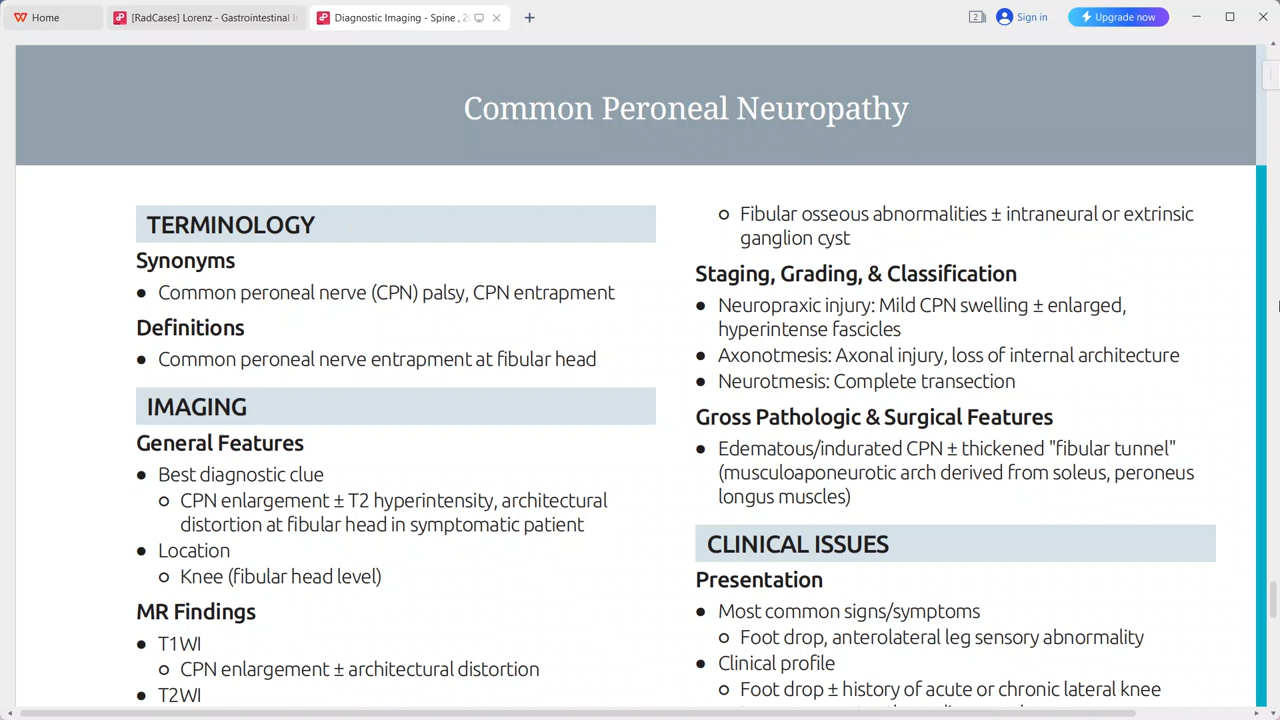 Home
[RadCases] Lorenz - Gastrointestinal
Diagnostic Imaging - Spine , 2
2
Sign in
Upgrade now
Common Peroneal Neuropathy
TERMINOLOGY
Synonyms
• Common peroneal nerve (CPN) palsy, CPN entrapment
Definitions
• Common peroneal nerve entrapment at fibular head
IMAGING
General Features
• Best diagnostic clue
○ CPN enlargement ± T2 hyperintensity, architectural
distortion at fibular head in symptomatic patient
• Location
○ Knee (fibular head level)
MR Findings
• T1WI
○ CPN enlargement ± architectural distortion
• T2WI
○ Fibular osseous abnormalities ± intraneural or extrinsic
ganglion cyst
Staging, Grading, & Classification
• Neuropraxic injury: Mild CPN swelling ± enlarged,
hyperintense fascicles
• Axonotmesis: Axonal injury, loss of internal architecture
• Neurotmesis: Complete transection
Gross Pathologic & Surgical Features
• Edematous/indurated CPN ± thickened "fibular tunnel"
(musculoaponeurotic arch derived from soleus, peroneus
longus muscles)
CLINICAL ISSUES
Presentation
• Most common signs/symptoms
○ Foot drop, anterolateral leg sensory abnormality
• Clinical profile
○ Foot drop ± history of acute or chronic lateral knee